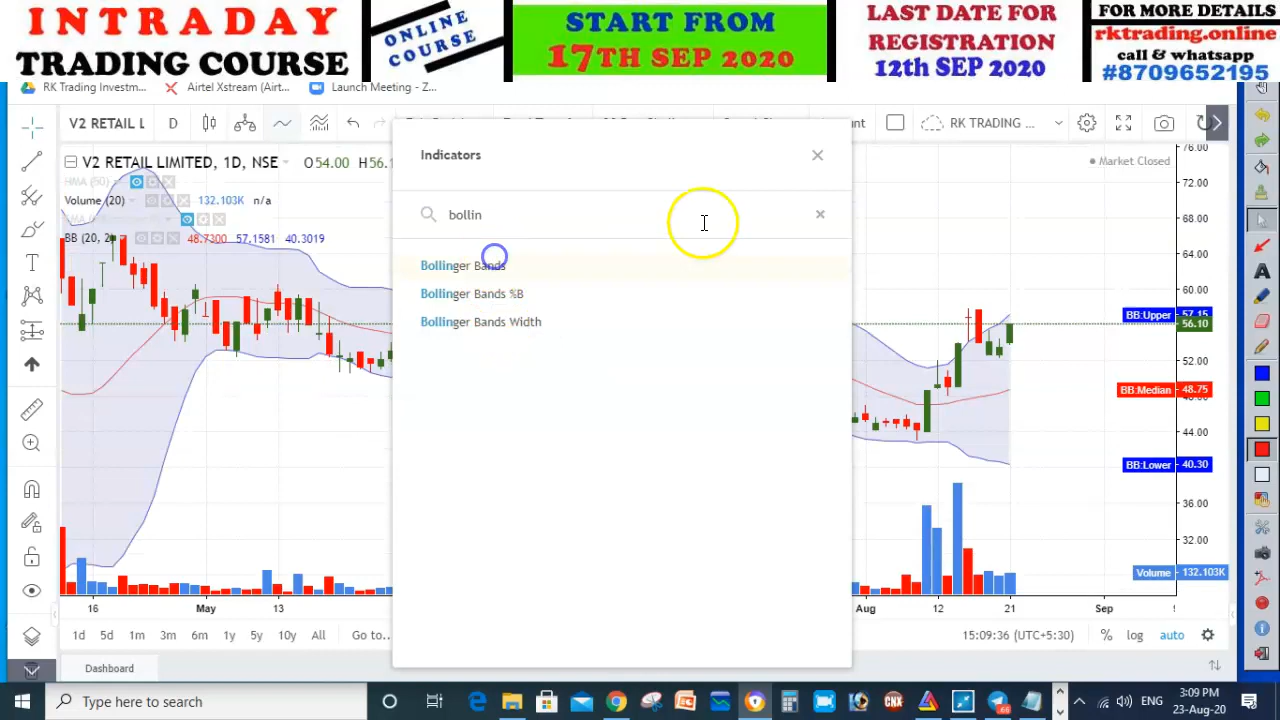 INTRADAY
TRADING COURSE
ONLINE
COURSE
START FROM
17TH SEP 2020
LAST DATE FOR
REGISTRATION
12th SEP 2020
FOR MORE DETAILS
rktrading.online
call & whatsapp
#8709652195
RK Trading Investm...
Airtel Xstream (Airt...
Launch Meeting - Z...
V2 RETAIL L
D
RK TRADING ...
Indicators
V2 RETAIL LIMITED, 1D, NSE
O54.00
Market Closed
HMA (50)
Volume (20)
132.103K
n/a
BB (20, 2)
48.7300
57.1581
40.3019
bollin
Bollinger Bands
Bollinger Bands %B
Bollinger Bands Width
76.00
72.00
68.00
64.00
60.00
BB:Upper
57.15
56.10
52.00
BB:Median
48.75
44.00
BB:Lower
40.30
36.00
32.00
Volume
132.103K
16
May
13
Aug
12
21
Sep
1d
5d
1m
3m
6m
1y
5y
10y
All
Go to...
15:09:36 (UTC+5:30)
%
log
auto
Dashboard
Type here to search
ENG
3:09 PM
23-Aug-20